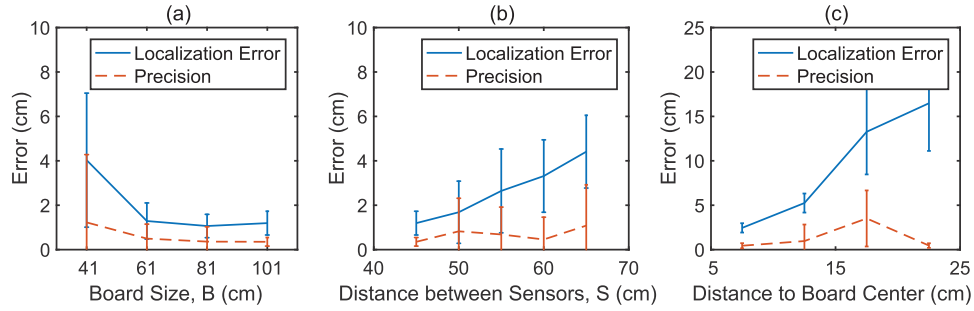 (a)
10
8
6
4
2
0
Error (cm)
Localization Error
Precision
41 61 81 101
Board Size, B (cm)
(b)
10
8
6
4
2
0
Error (cm)
Localization Error
Precision
40 50 60 70
Distance between Sensors, S (cm)
(c)
25
20
15
10
5
0
Error (cm)
Localization Error
Precision
5 15 25
Distance to Board Center (cm)